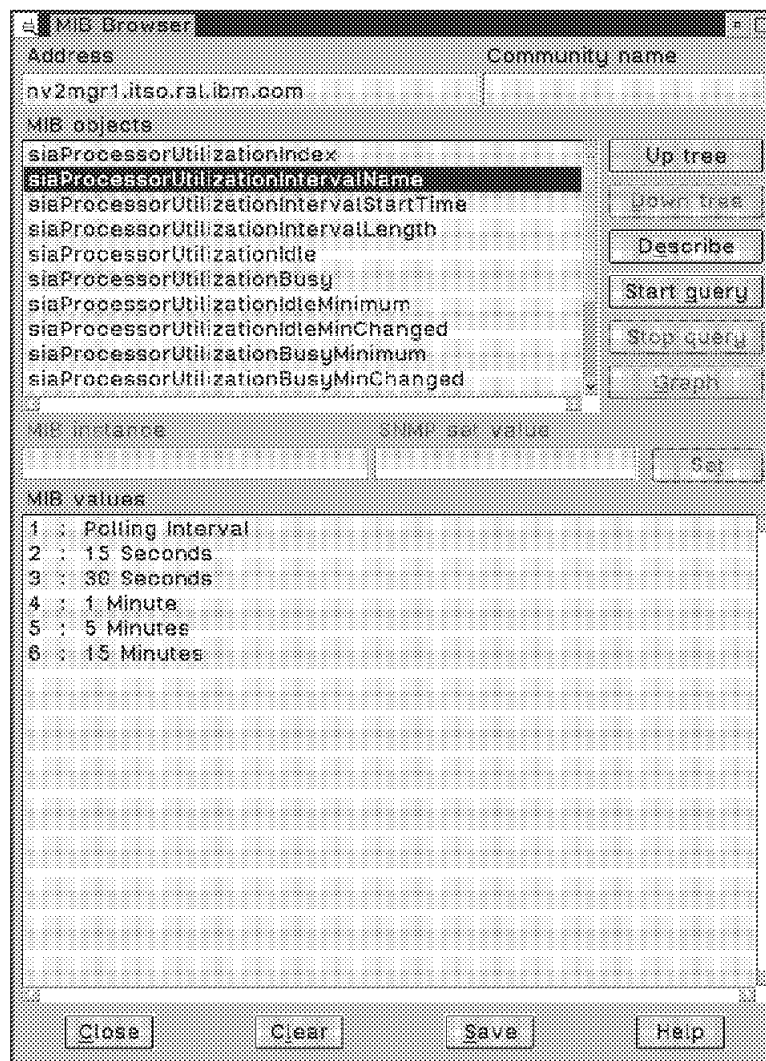 MIB Browser
Address Community name
nv2mgr1.itso.ral.ibm.com
MIB objects
siaProcessorUtilizationIndex
siaProcessorUtilizationIntervalName
siaProcessorUtilizationIntervalStartTime
siaProcessorUtilizationIntervalLength
siaProcessorUtilizationIdle
siaProcessorUtilizationBusy
siaProcessorUtilizationIdleMinimum
siaProcessorUtilizationIdleMinChanged
siaProcessorUtilizationBusyMinimum
siaProcessorUtilizationBusyMinChanged
Up tree
Down tree
Describe
Start query
Stop query
Graph
MIB instance SNMP set value
Set
MIB values
1 : Polling Interval
2 : 15 Seconds
3 : 30 Seconds
4 : 1 Minute
5 : 5 Minutes
6 : 15 Minutes
Close Clear Save Help